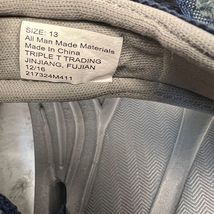 SIZE: 13
All Man Made Materials
Made In China
TRIPLE T TRADING
JINJIANG, FUJIAN
12/16
217324M411